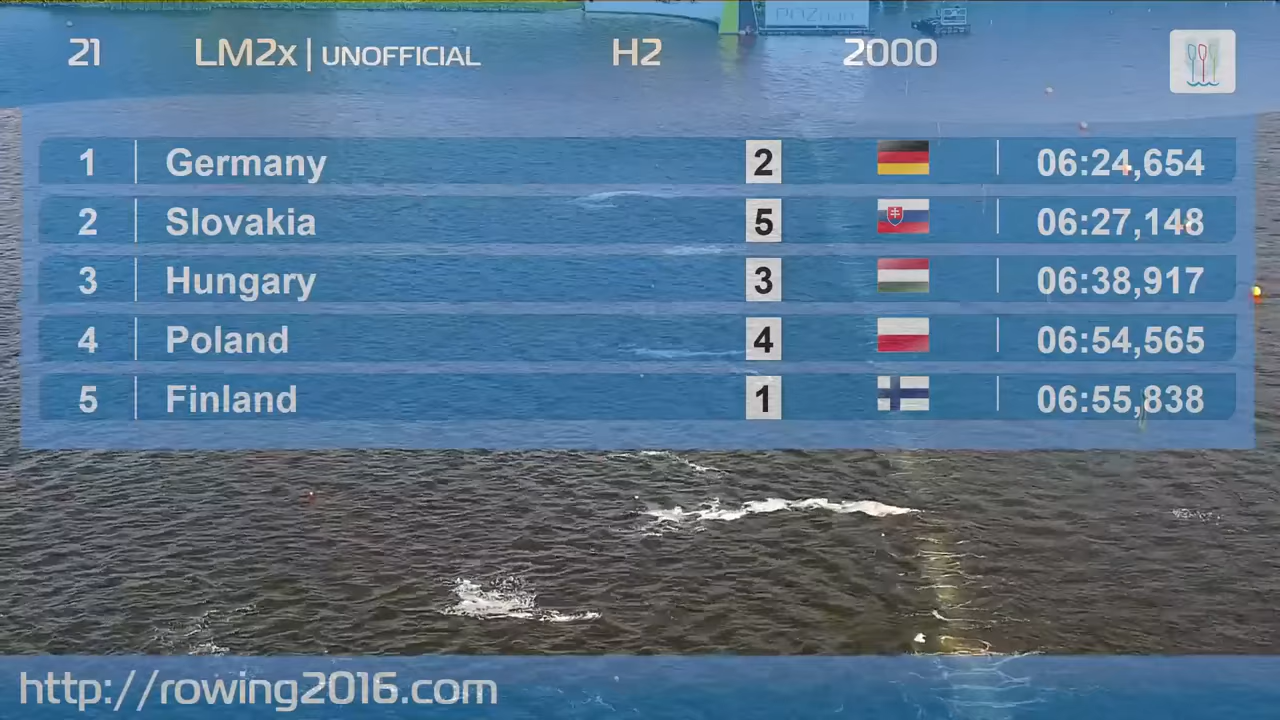 POZnan
21 LM2x | UNOFFICIAL H2 2000
1 Germany 2 06:24,654
2 Slovakia 5 06:27,148
3 Hungary 3 06:38,917
4 Poland 4 06:54,565
5 Finland 1 06:55,838
http://rowing2016.com